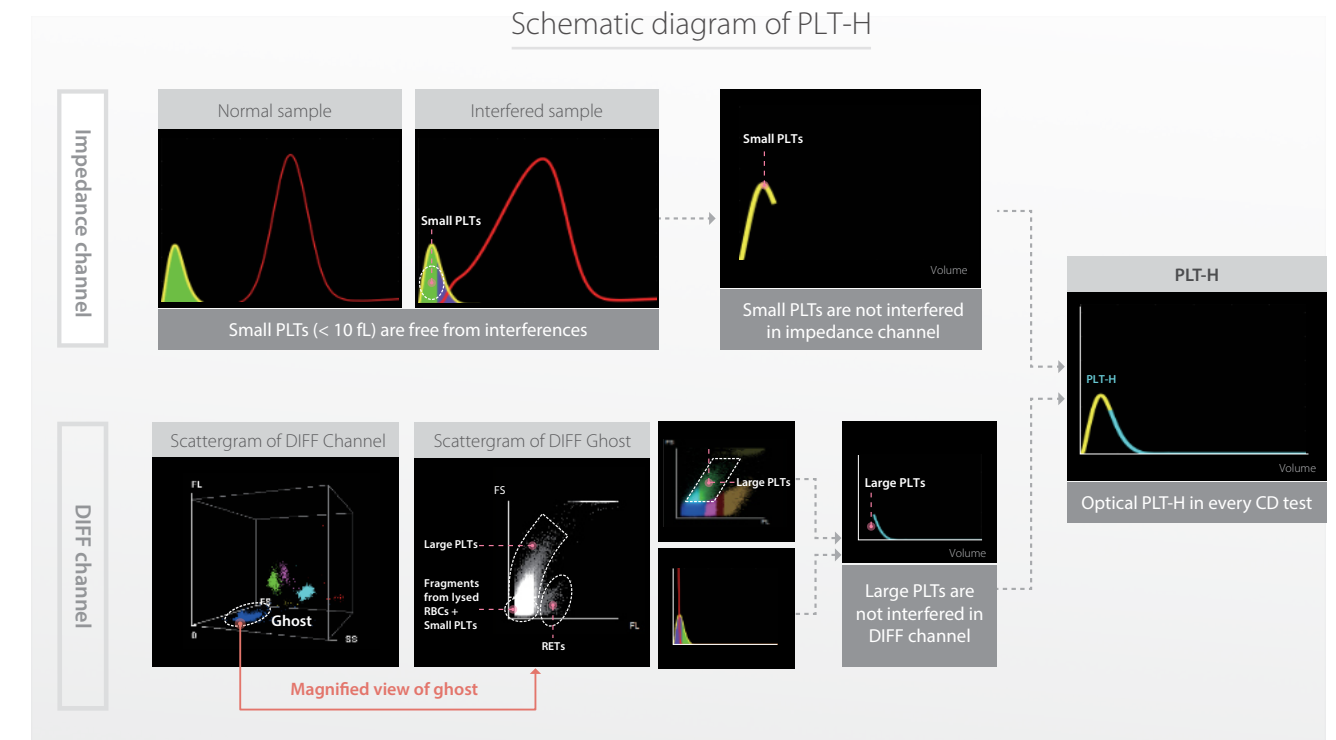 Schematic diagram of PLT-H
Impedance channel
Normal sample
Interfered sample
Small PLTs
Small PLTs (< 10 fL) are free from interferences
Small PLTs
Volume
Small PLTs are not interfered
in impedance channel
PLT-H
PLT-H
Volume
Optical PLT-H in every CD test
DIFF channel
Scattergram of DIFF Channel
FL
FS
Ghost
0
SS
Scattergram of DIFF Ghost
FS
Large PLTs
Fragments
from lysed
RBCs +
Small PLTs
RETs
FL
FS
Large PLTs
FL
Large PLTs
Volume
Large PLTs are
not interfered in
DIFF channel
Magnified view of ghost